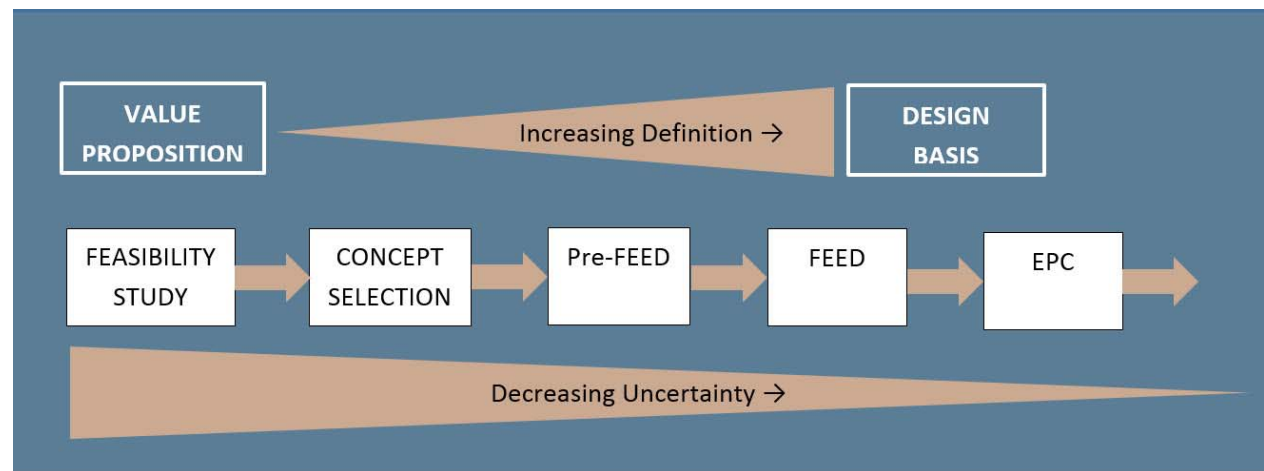 VALUE
PROPOSITION
Increasing Definition →
DESIGN
BASIS
FEASIBILITY
STUDY
CONCEPT
SELECTION
Pre-FEED
FEED
EPC
Decreasing Uncertainty →